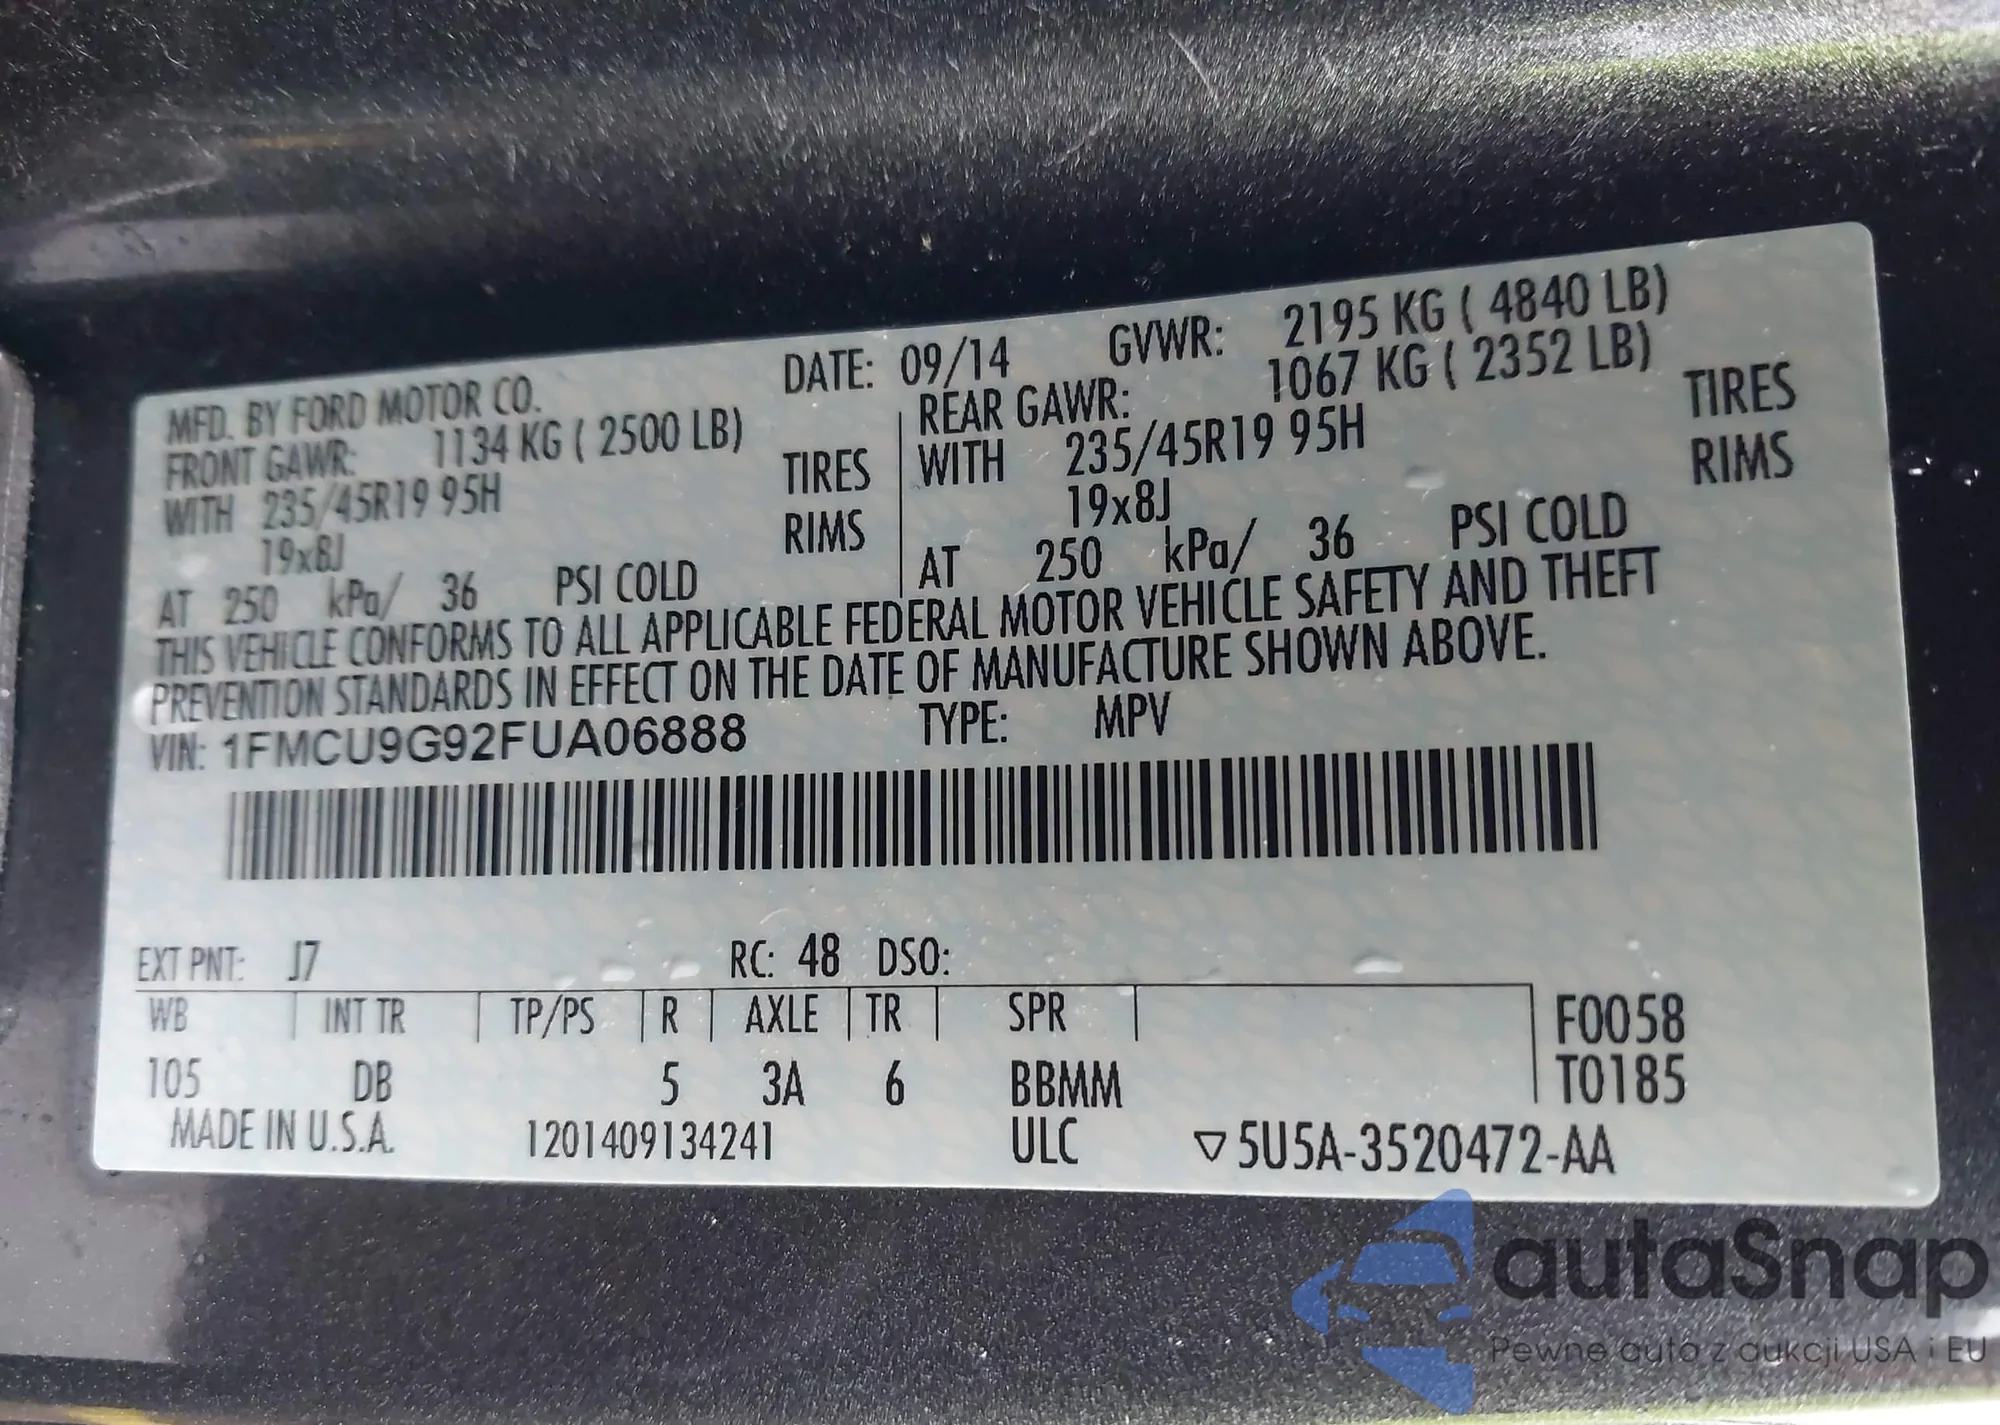 MFD. BY FORD MOTOR CO. DATE: 09/14 GVWR: 2195 KG ( 4840 LB)
FRONT GAWR: 1134 KG ( 2500 LB) REAR GAWR: 1067 KG ( 2352 LB)
WITH 235/45R19 95H TIRES WITH 235/45R19 95H TIRES
19x8J RIMS 19x8J RIMS
AT 250 kPa/ 36 PSI COLD AT 250 kPa/ 36 PSI COLD
THIS VEHICLE CONFORMS TO ALL APPLICABLE FEDERAL MOTOR VEHICLE SAFETY AND THEFT
PREVENTION STANDARDS IN EFFECT ON THE DATE OF MANUFACTURE SHOWN ABOVE.
VIN: 1FMCU9G92FUA06888 TYPE: MPV
EXT PNT: J7 RC: 48 DSO:
WB INT TR TP/PS R AXLE TR SPR F0058
105 DB 5 3A 6 BBMM T0185
MADE IN U.S.A. 1201409134241 ULC ▽5U5A-3520472-AA
autaSnap
Pewne auta z aukcji USA i EU